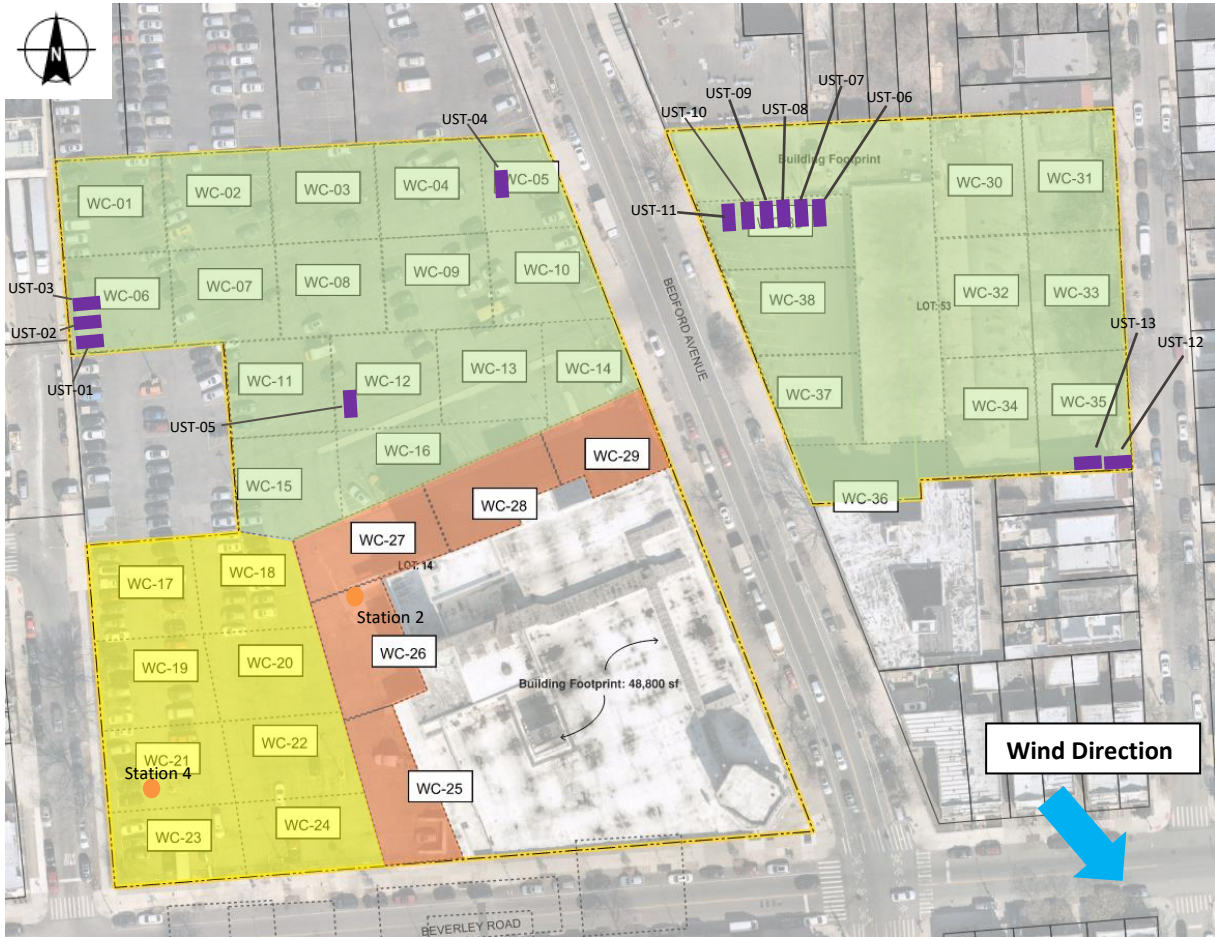 N
UST-07
UST-09
UST-08
UST-06
UST-10
UST-04
Building Footprint
WC-05
WC-04
WC-03
WC-02
WC-01
WC-30
WC-31
UST-11
WC-10
WC-09
WC-08
WC-07
WC-06
UST-03
UST-02
UST-01
BEDFORD AVENUE
WC-38
WC-32
WC-33
LOT: 53
UST-13
UST-12
WC-11
WC-12
WC-13
WC-14
UST-05
WC-37
WC-34
WC-35
WC-16
WC-15
WC-29
WC-28
WC-27
WC-36
LOT: 14
WC-17
WC-18
Station 2
WC-19
WC-20
WC-26
Building Footprint: 48,800 sf
WC-21
WC-22
Station 4
WC-25
WC-23
WC-24
Wind Direction
BEVERLEY ROAD